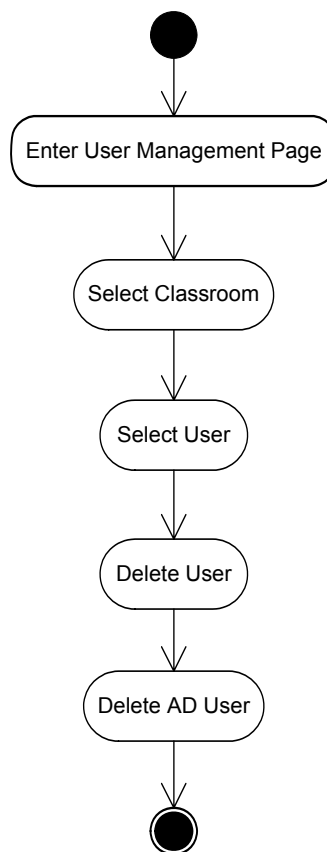 Enter User Management Page
Select Classroom
Select User
Delete User
Delete AD User